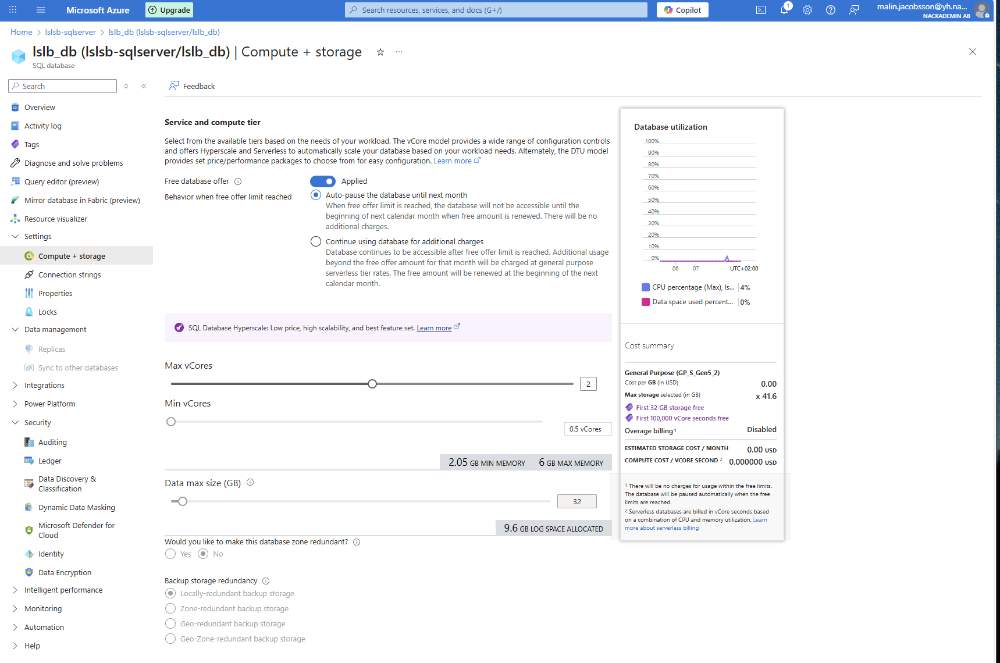 Microsoft Azure
Upgrade
Search resources, services, and docs (G+/)
Copilot
1
malin.jacobsson@yh.na...
NACKADEMIN AB
Home > lslsb-sqlserver > lslb_db (lslsb-sqlserver/lslb_db)
lslb_db (lslsb-sqlserver/lslb_db) | Compute + storage
SQL database
Search
Overview
Activity log
Tags
Diagnose and solve problems
Query editor (preview)
Mirror database in Fabric (preview)
Resource visualizer
Settings
Compute + storage
Connection strings
Properties
Locks
Data management
Replicas
Sync to other databases
Integrations
Power Platform
Security
Auditing
Ledger
Data Discovery &
Classification
Dynamic Data Masking
Microsoft Defender for
Cloud
Identity
Data Encryption
Intelligent performance
Monitoring
Automation
Help
Feedback
Service and compute tier
Select from the available tiers based on the needs of your workload. The vCore model provides a wide range of configuration controls
and offers Hyperscale and Serverless to automatically scale your database based on your workload needs. Alternately, the DTU model
provides set price/performance packages to choose from for easy configuration. Learn more
Free database offer
Applied
Behavior when free offer limit reached
Auto-pause the database until next month
When free offer limit is reached, the database will not be accessible until the
beginning of next calendar month when free amount is renewed. There will be no
additional charges.
Continue using database for additional charges
Database continues to be accessible after free offer limit is reached. Additional usage
beyond the free offer amount for that month will be charged at general purpose
serverless tier rates. The free amount will be renewed at the beginning of the next
calendar month.
SQL Database Hyperscale: Low price, high scalability, and best feature set. Learn more
Max vCores
2
Min vCores
0.5 vCores
2.05 GB MIN MEMORY 6 GB MAX MEMORY
Data max size (GB)
32
9.6 GB LOG SPACE ALLOCATED
Would you like to make this database zone redundant?
Yes No
Backup storage redundancy
Locally-redundant backup storage
Zone-redundant backup storage
Geo-redundant backup storage
Geo-Zone-redundant backup storage
Database utilization
100%
90%
80%
70%
60%
50%
40%
30%
20%
10%
0%
06 07 UTC+02:00
CPU percentage (Max), ls... 4%
Data space used percent... 0%
Cost summary
General Purpose (GP_S_Gen5_2)
Cost per GB (in USD) 0.00
Max storage selected (in GB) x 41.6
First 32 GB storage free
First 100,000 vCore seconds free
Overage billing 1 Disabled
ESTIMATED STORAGE COST / MONTH 0.00 USD
COMPUTE COST / VCORE SECOND 2 0.000000 USD
1 There will be no charges for usage within the free limits.
The database will be paused automatically when the free
limits are reached.
2 Serverless databases are billed in vCore seconds based
on a combination of CPU and memory utilization. Learn
more about serverless billing